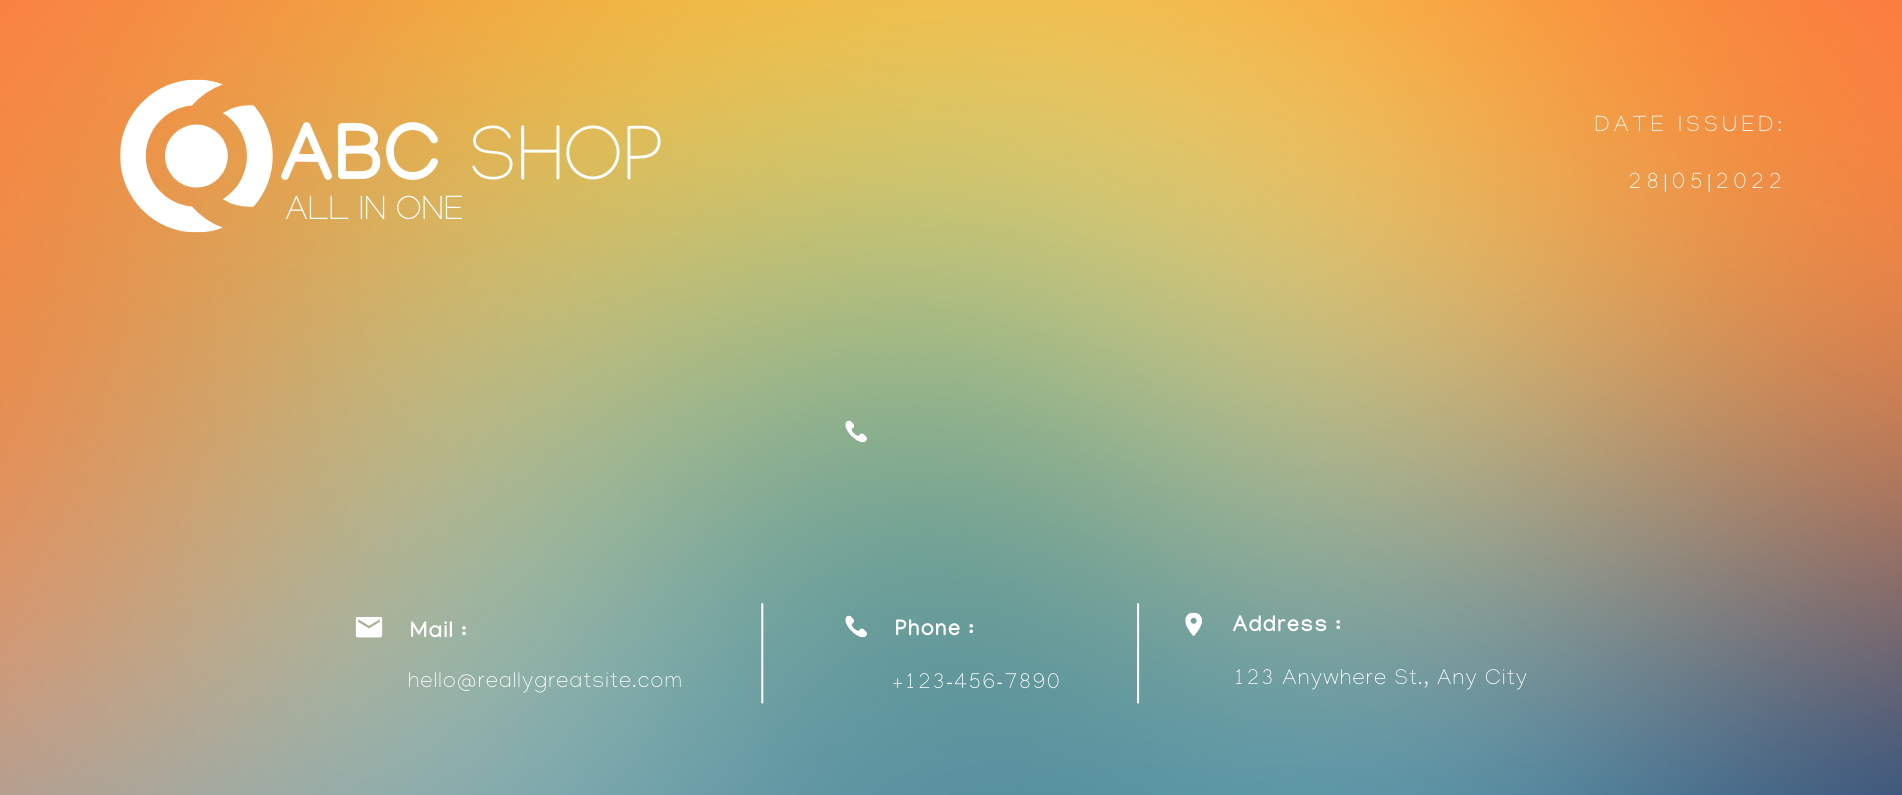 ABC SHOP
ALL IN ONE
DATE ISSUED:
28|05|2022
Mail :
hello@reallygreatsite.com
Phone :
+123-456-7890
Address :
123 Anywhere St., Any City